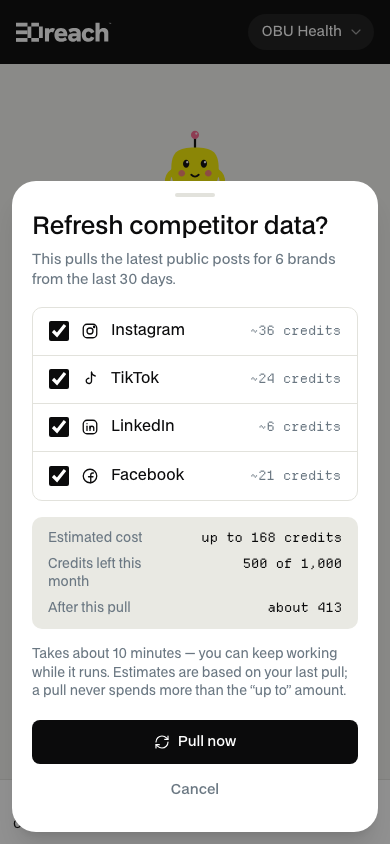 EOreach
OBU Health
Refresh competitor data?
This pulls the latest public posts for 6 brands
from the last 30 days.
Instagram ~36 credits
TikTok ~24 credits
LinkedIn ~6 credits
Facebook ~21 credits
Estimated cost up to 168 credits
Credits left this month 500 of 1,000
After this pull about 413
Takes about 10 minutes — you can keep working
while it runs. Estimates are based on your last pull;
a pull never spends more than the “up to” amount.
Pull now
Cancel